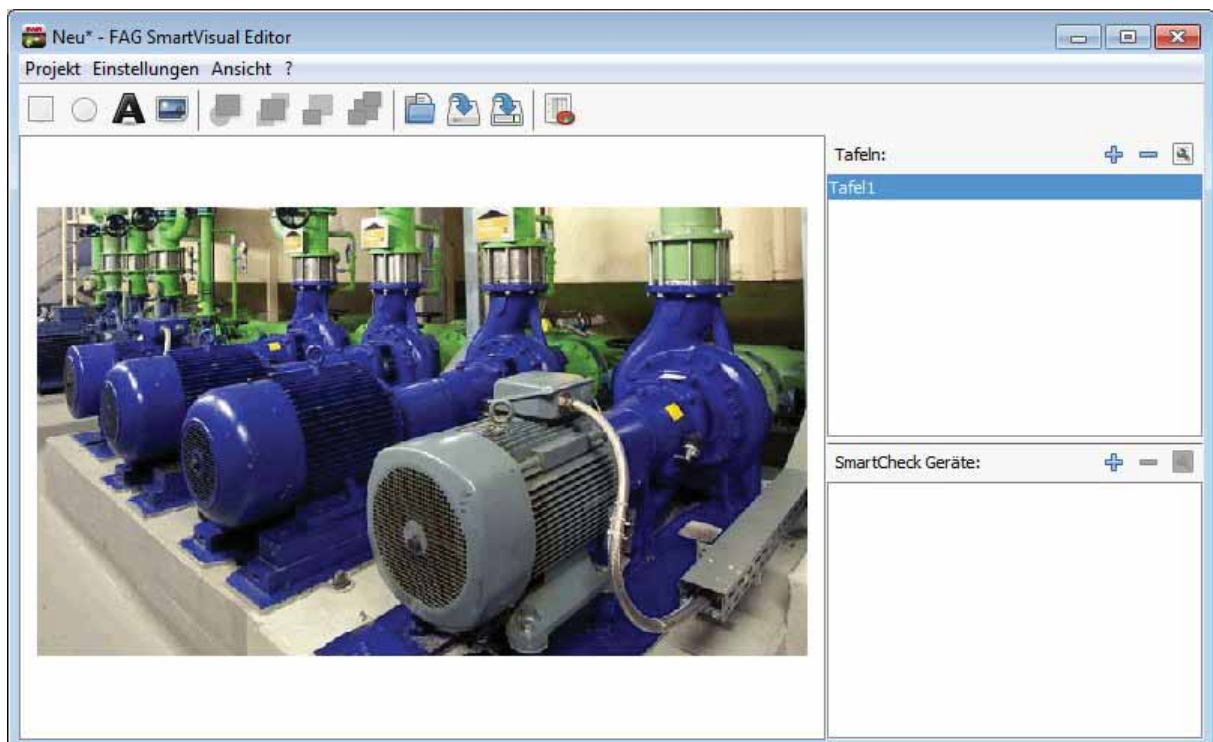 Neu* - FAG SmartVisual Editor
Projekt Einstellungen Ansicht ?
A
Tafeln:
Tafel1
SmartCheck Geräte: